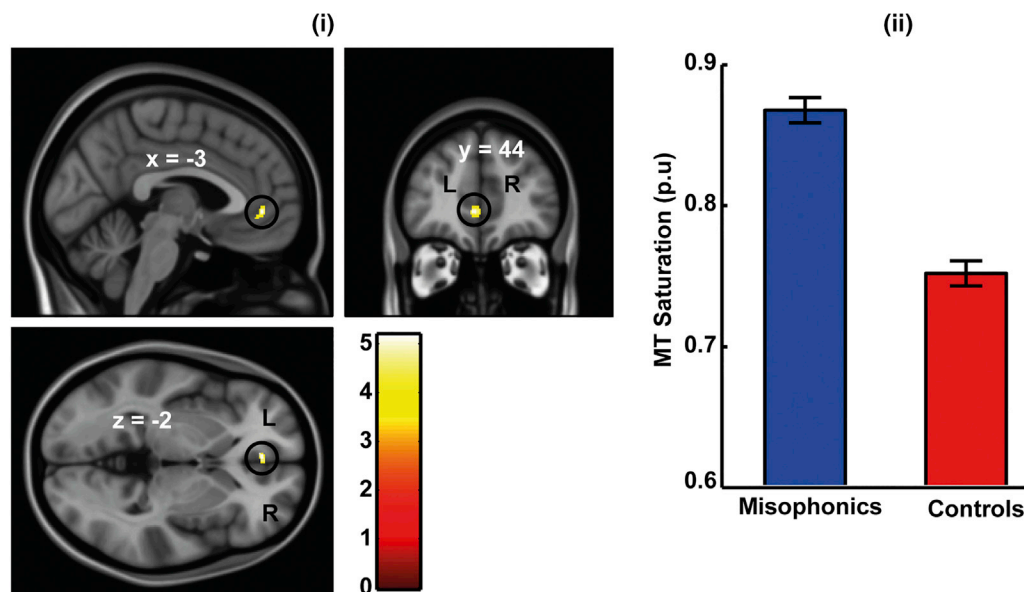 (i)
x = -3
y = 44
L R
z = -2
L
R
5
4
3
2
1
0
(ii)
MT Saturation (p.u)
0.9
0.8
0.7
0.6
Misophonics Controls